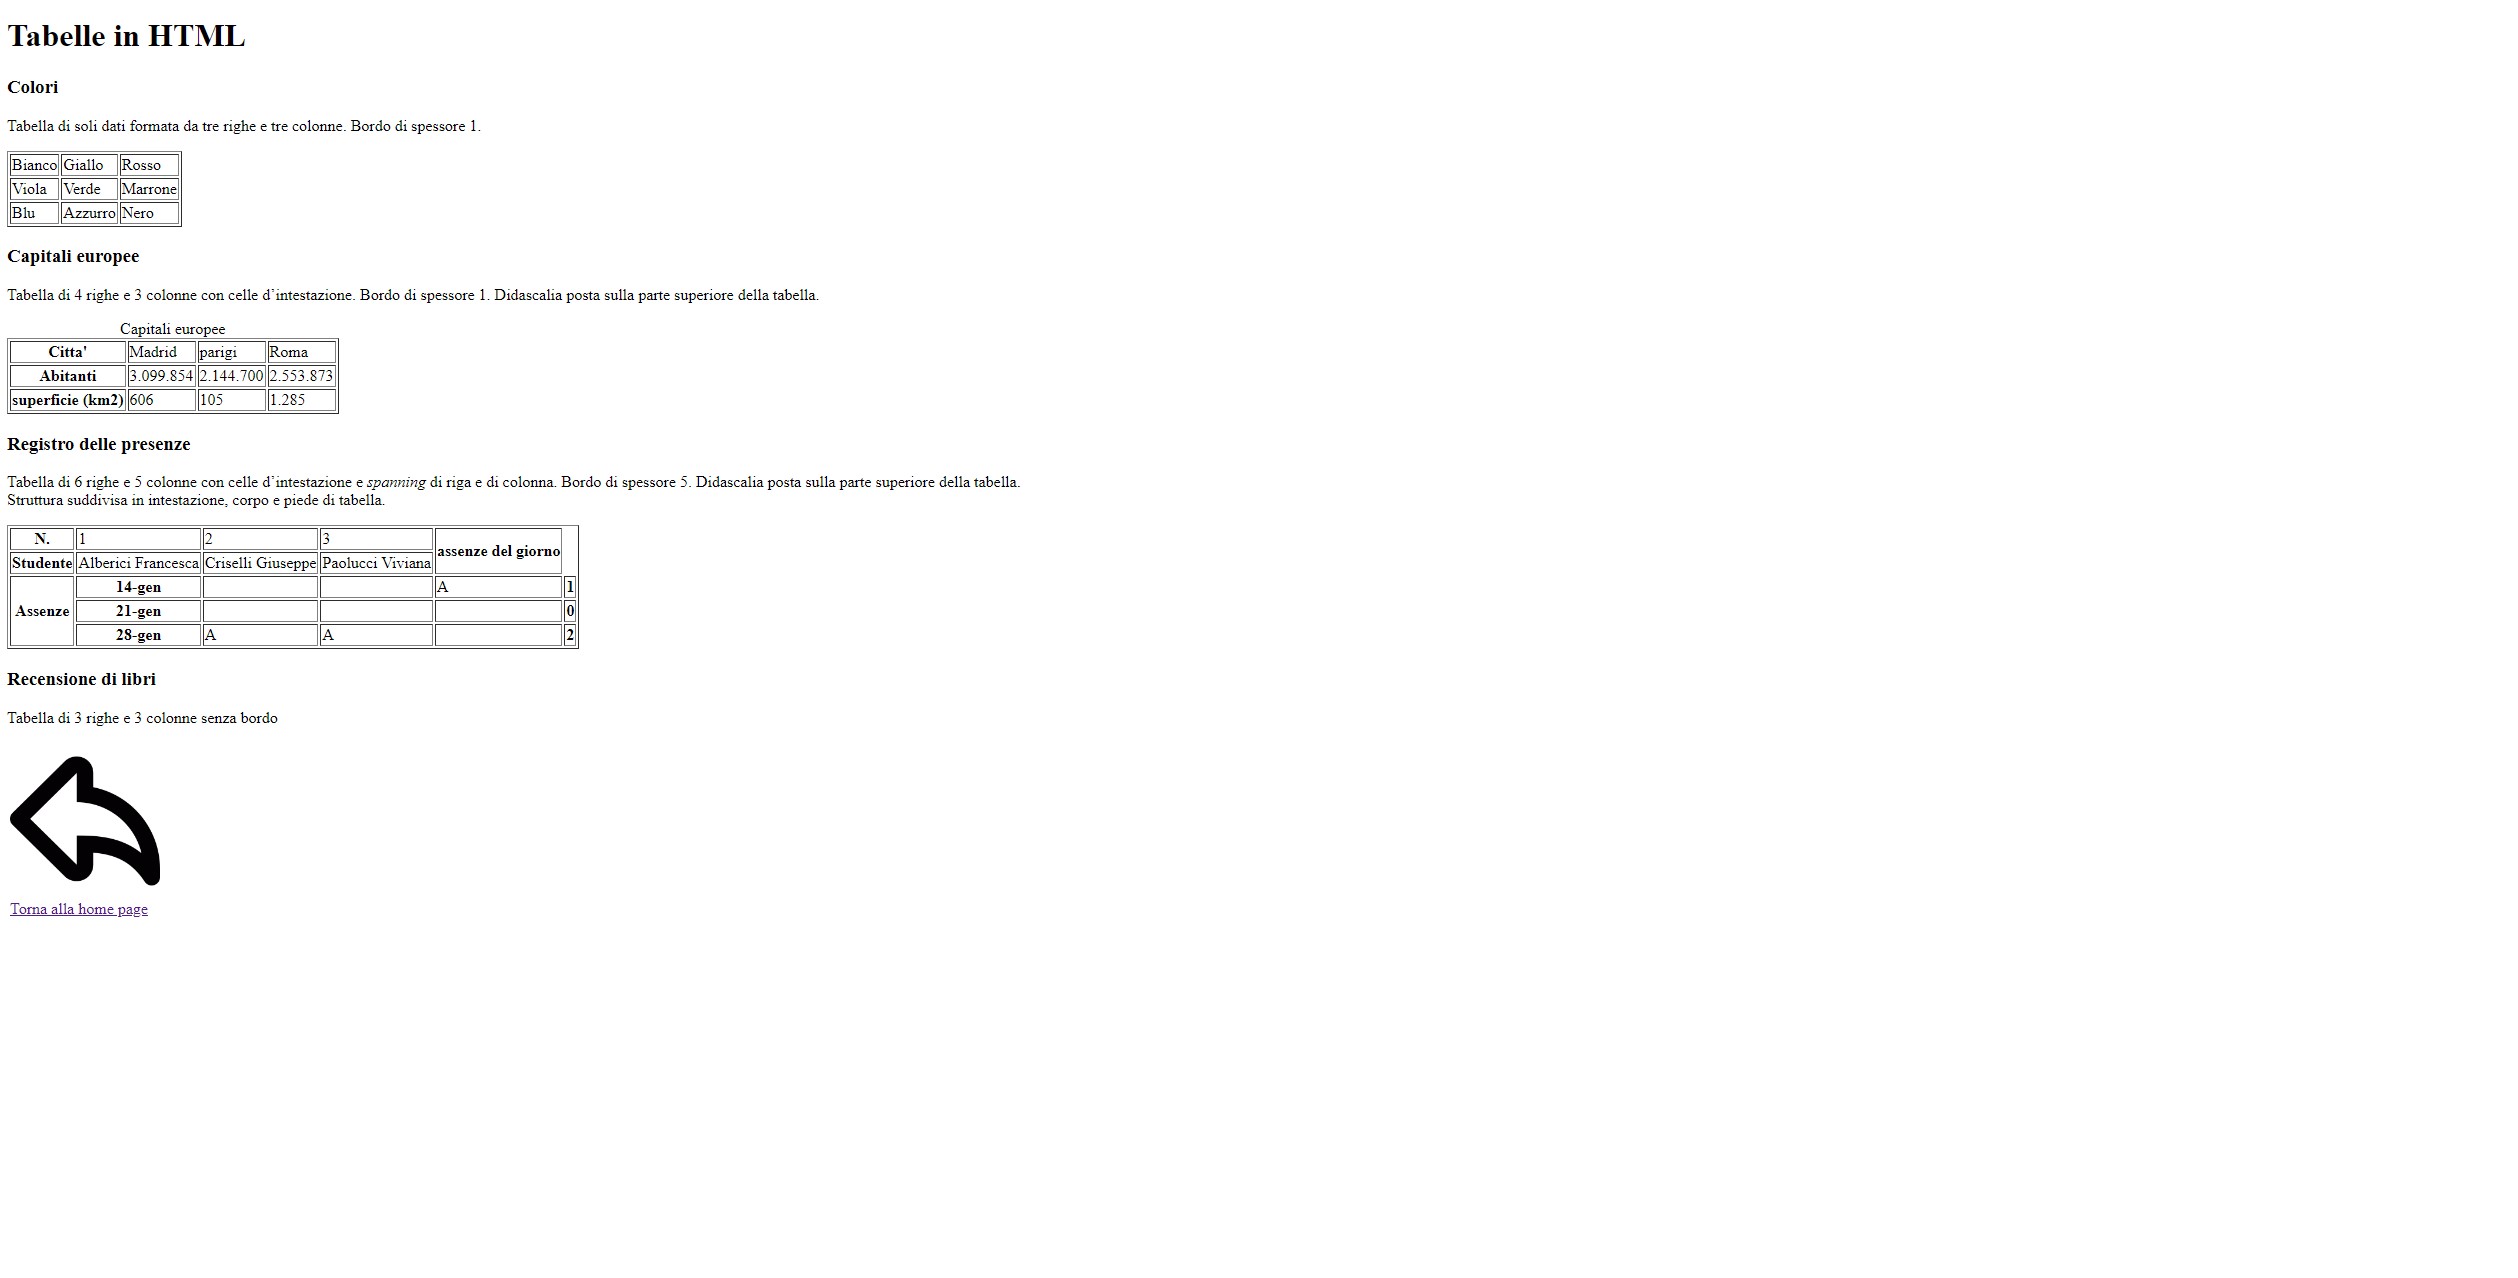 Tabelle in HTML
Colori
Tabella di soli dati formata da tre righe e tre colonne. Bordo di spessore 1.
Bianco Giallo Rosso
Viola Verde Marrone
Blu Azzurro Nero
Capitali europee
Tabella di 4 righe e 3 colonne con celle d’intestazione. Bordo di spessore 1. Didascalia posta sulla parte superiore della tabella.
Capitali europee
Citta' Madrid parigi Roma
Abitanti 3.099.854 2.144.700 2.553.873
superficie (km2) 606 105 1.285
Registro delle presenze
Tabella di 6 righe e 5 colonne con celle d’intestazione e spanning di riga e di colonna. Bordo di spessore 5. Didascalia posta sulla parte superiore della tabella.
Struttura suddivisa in intestazione, corpo e piede di tabella.
N. 1 2 3 assenze del giorno
Studente Alberici Francesca Criselli Giuseppe Paolucci Viviana
Assenze 14-gen A 1
21-gen 0
28-gen A A 2
Recensione di libri
Tabella di 3 righe e 3 colonne senza bordo
Torna alla home page